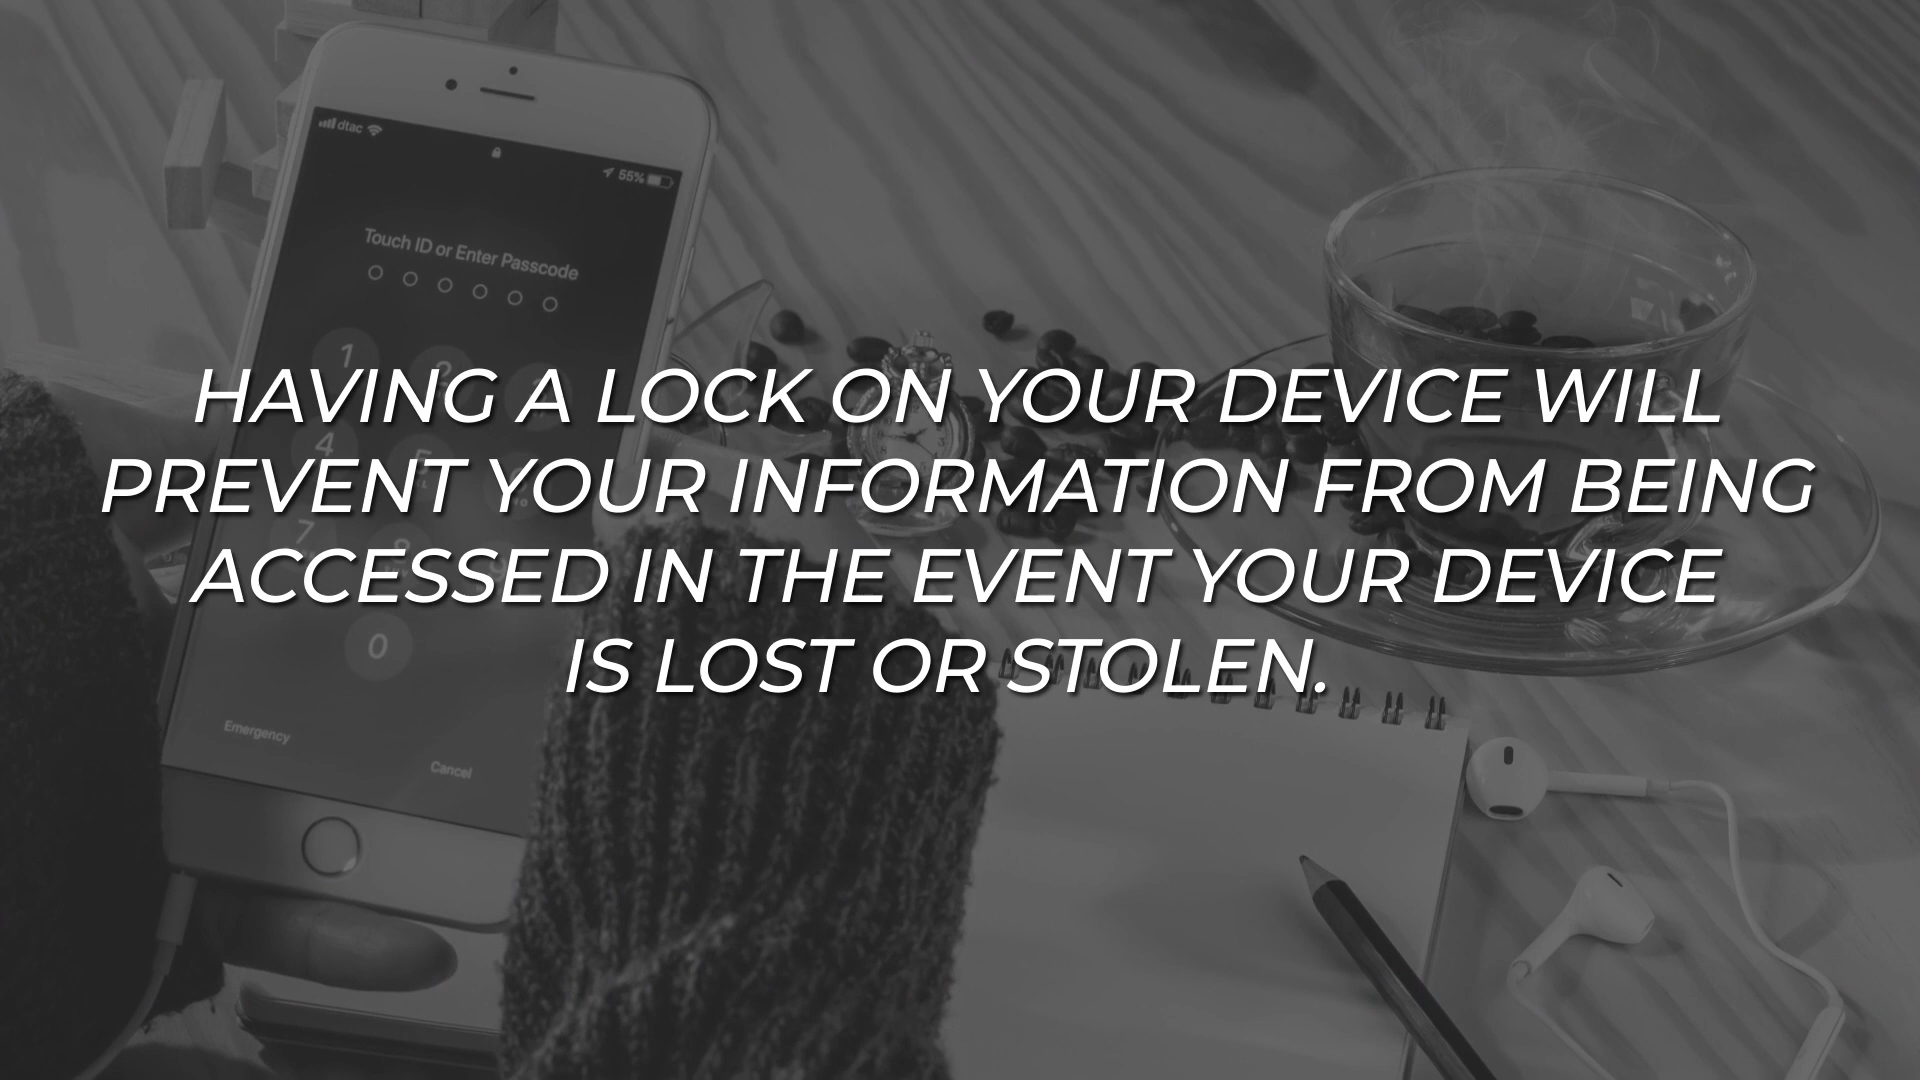 dtac
55%
Touch ID or Enter Passcode
1
HAVING A LOCK ON YOUR DEVICE WILL
4
PREVENT YOUR INFORMATION FROM BEING
7
ACCESSED IN THE EVENT YOUR DEVICE
0
IS LOST OR STOLEN.
Emergency
Cancel